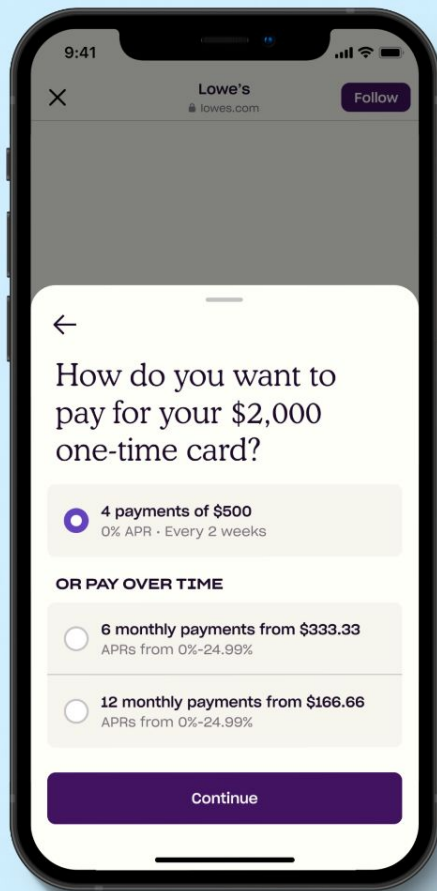 9:41
Lowe's
lowes.com
Follow
How do you want to
pay for your $2,000
one-time card?
4 payments of $500
0% APR · Every 2 weeks
OR PAY OVER TIME
6 monthly payments from $333.33
APRs from 0%-24.99%
12 monthly payments from $166.66
APRs from 0%-24.99%
Continue